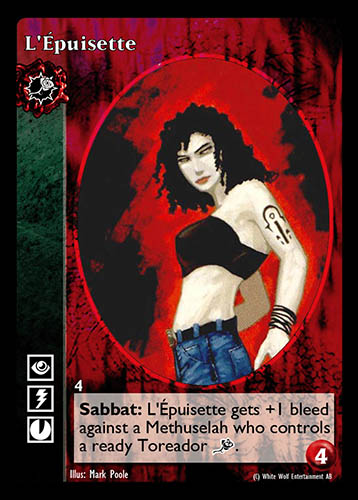 L'Épuisette
4
Sabbat: L'Épuisette gets +1 bleed
against a Methuselah who controls
a ready Toreador .
4
Illus: Mark Poole
(C) White Wolf Entertainment AB